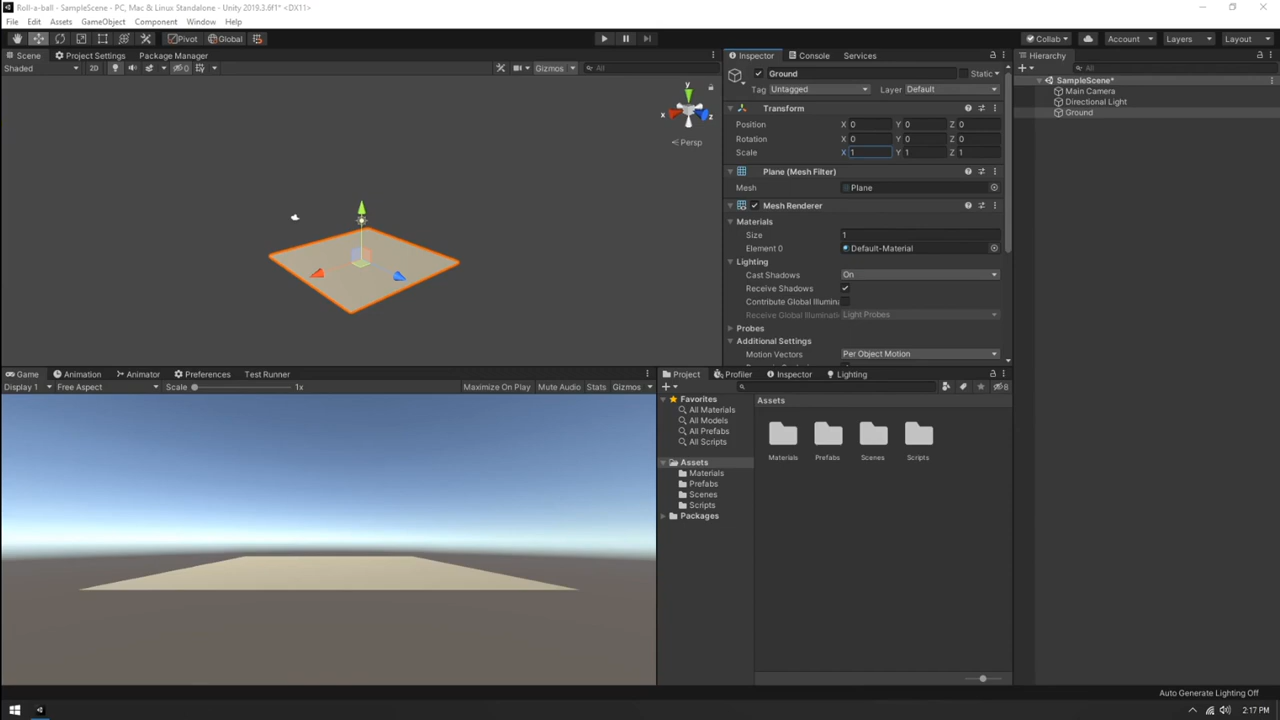 Roll-a-ball - SampleScene - PC, Mac & Linux Standalone - Unity 2019.3.6f1* <DX11>
File Edit Assets GameObject Component Window Help
Pivot Global Collab Account Layers Layout
Scene Project Settings Package Manager
Shaded 2D 0 Gizmos All
y
x z
Persp
Inspector Console Services
Ground Static
Tag Untagged Layer Default
Transform
Position X 0 Y 0 Z 0
Rotation X 0 Y 0 Z 0
Scale X 1 Y 1 Z 1
Plane (Mesh Filter)
Mesh Plane
Mesh Renderer
Materials
Size 1
Element 0 Default-Material
Lighting
Cast Shadows On
Receive Shadows
Contribute Global Illumina
Receive Global Illuminati Light Probes
Probes
Additional Settings
Motion Vectors Per Object Motion
Hierarchy
All
SampleScene*
Main Camera
Directional Light
Ground
Game Animation Animator Preferences Test Runner
Display 1 Free Aspect Scale 1x Maximize On Play Mute Audio Stats Gizmos
Project Profiler Inspector Lighting
8
Favorites
All Materials
All Models
All Prefabs
All Scripts
Assets
Materials
Prefabs
Scenes
Scripts
Packages
Assets
Materials Prefabs Scenes Scripts
Auto Generate Lighting Off
2:17 PM